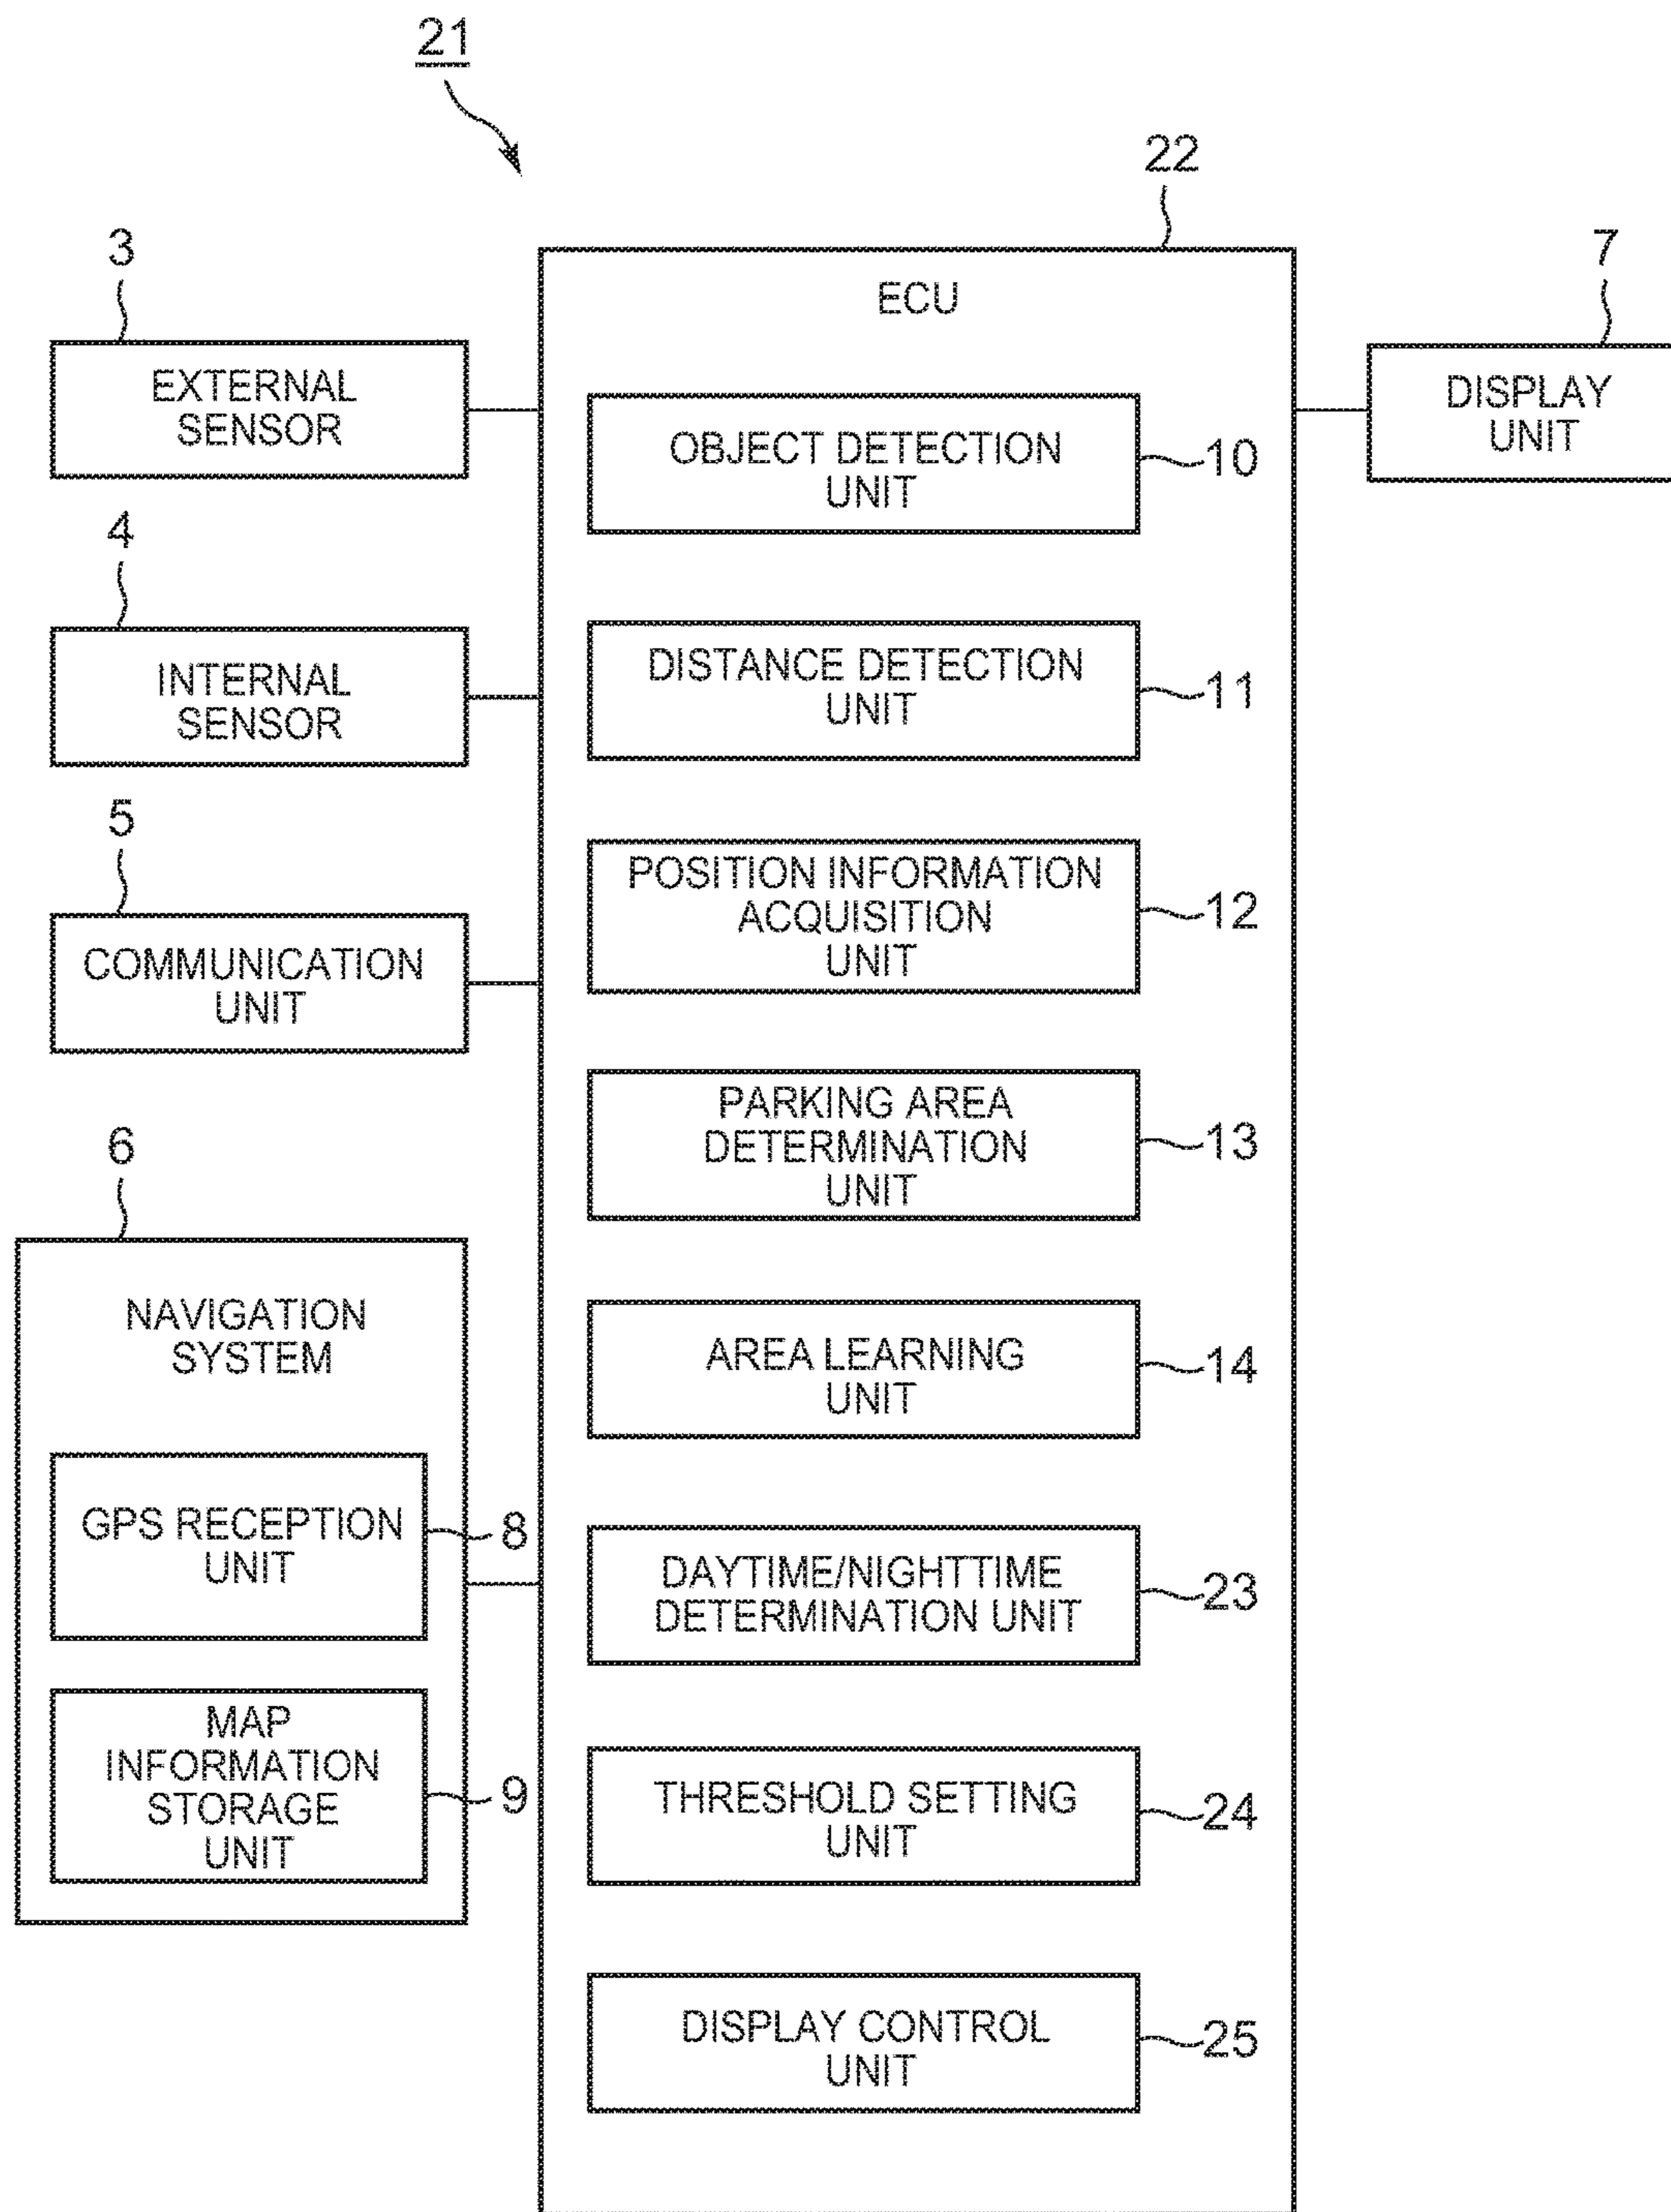 21
22
3
7
ECU
EXTERNAL
SENSOR
DISPLAY
UNIT
OBJECT DETECTION
UNIT
10
4
INTERNAL
SENSOR
DISTANCE DETECTION
UNIT
11
5
COMMUNICATION
UNIT
POSITION INFORMATION
ACQUISITION
UNIT
12
PARKING AREA
DETERMINATION
UNIT
13
6
NAVIGATION
SYSTEM
AREA LEARNING
UNIT
14
GPS RECEPTION
UNIT
8
DAYTIME/NIGHTTIME
DETERMINATION UNIT
23
MAP
INFORMATION
STORAGE
UNIT
9
THRESHOLD SETTING
UNIT
24
DISPLAY CONTROL
UNIT
25